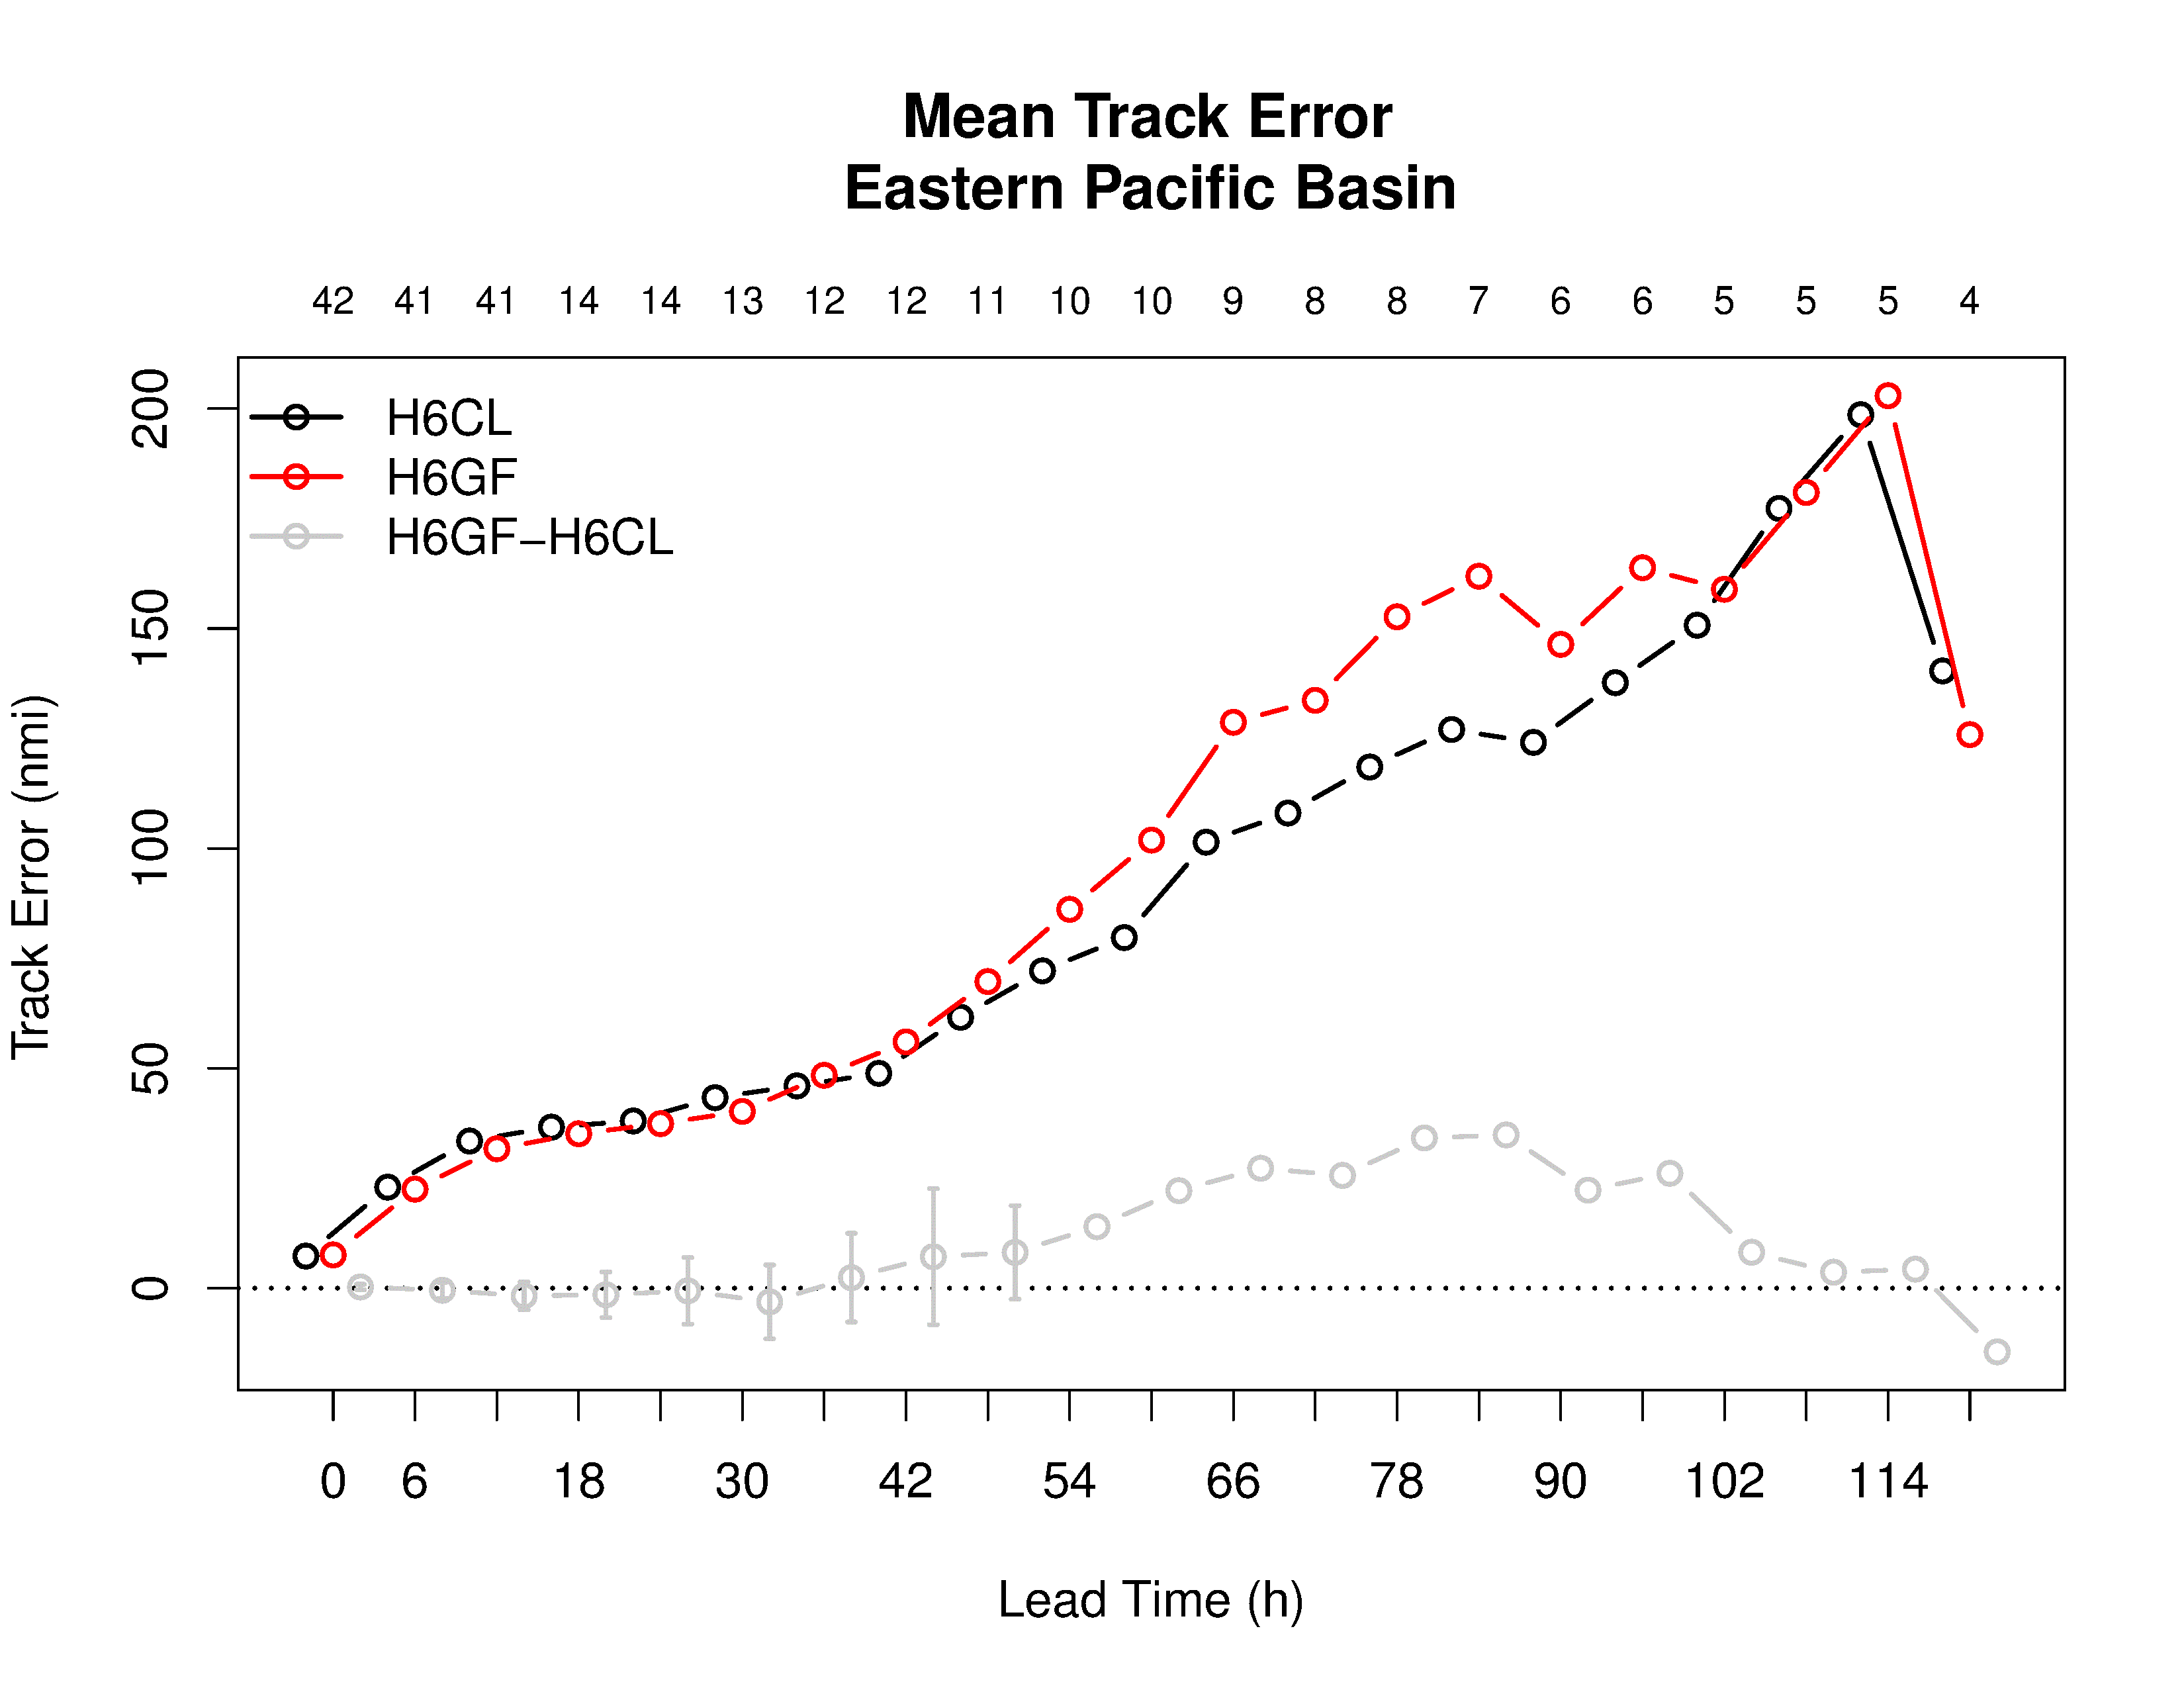 Mean Track Error
Eastern Pacific Basin
42 41 41 14 14 13 12 12 11 10 10 9 8 8 7 6 6 5 5 5 4
H6CL
H6GF
H6GF−H6CL
200
150
100
50
0
Track Error (nmi)
0 6 18 30 42 54 66 78 90 102 114
Lead Time (h)